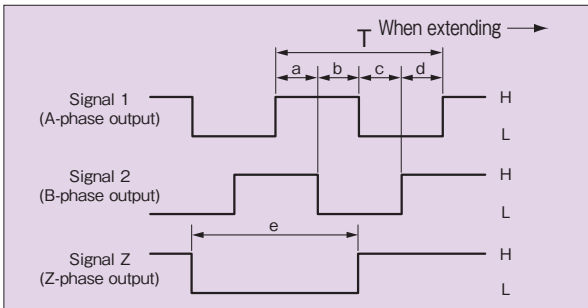 When extending
T
a b c d
Signal 1
(A-phase output)
H
L
Signal 2
(B-phase output)
H
L
e
Signal Z
(Z-phase output)
H
L